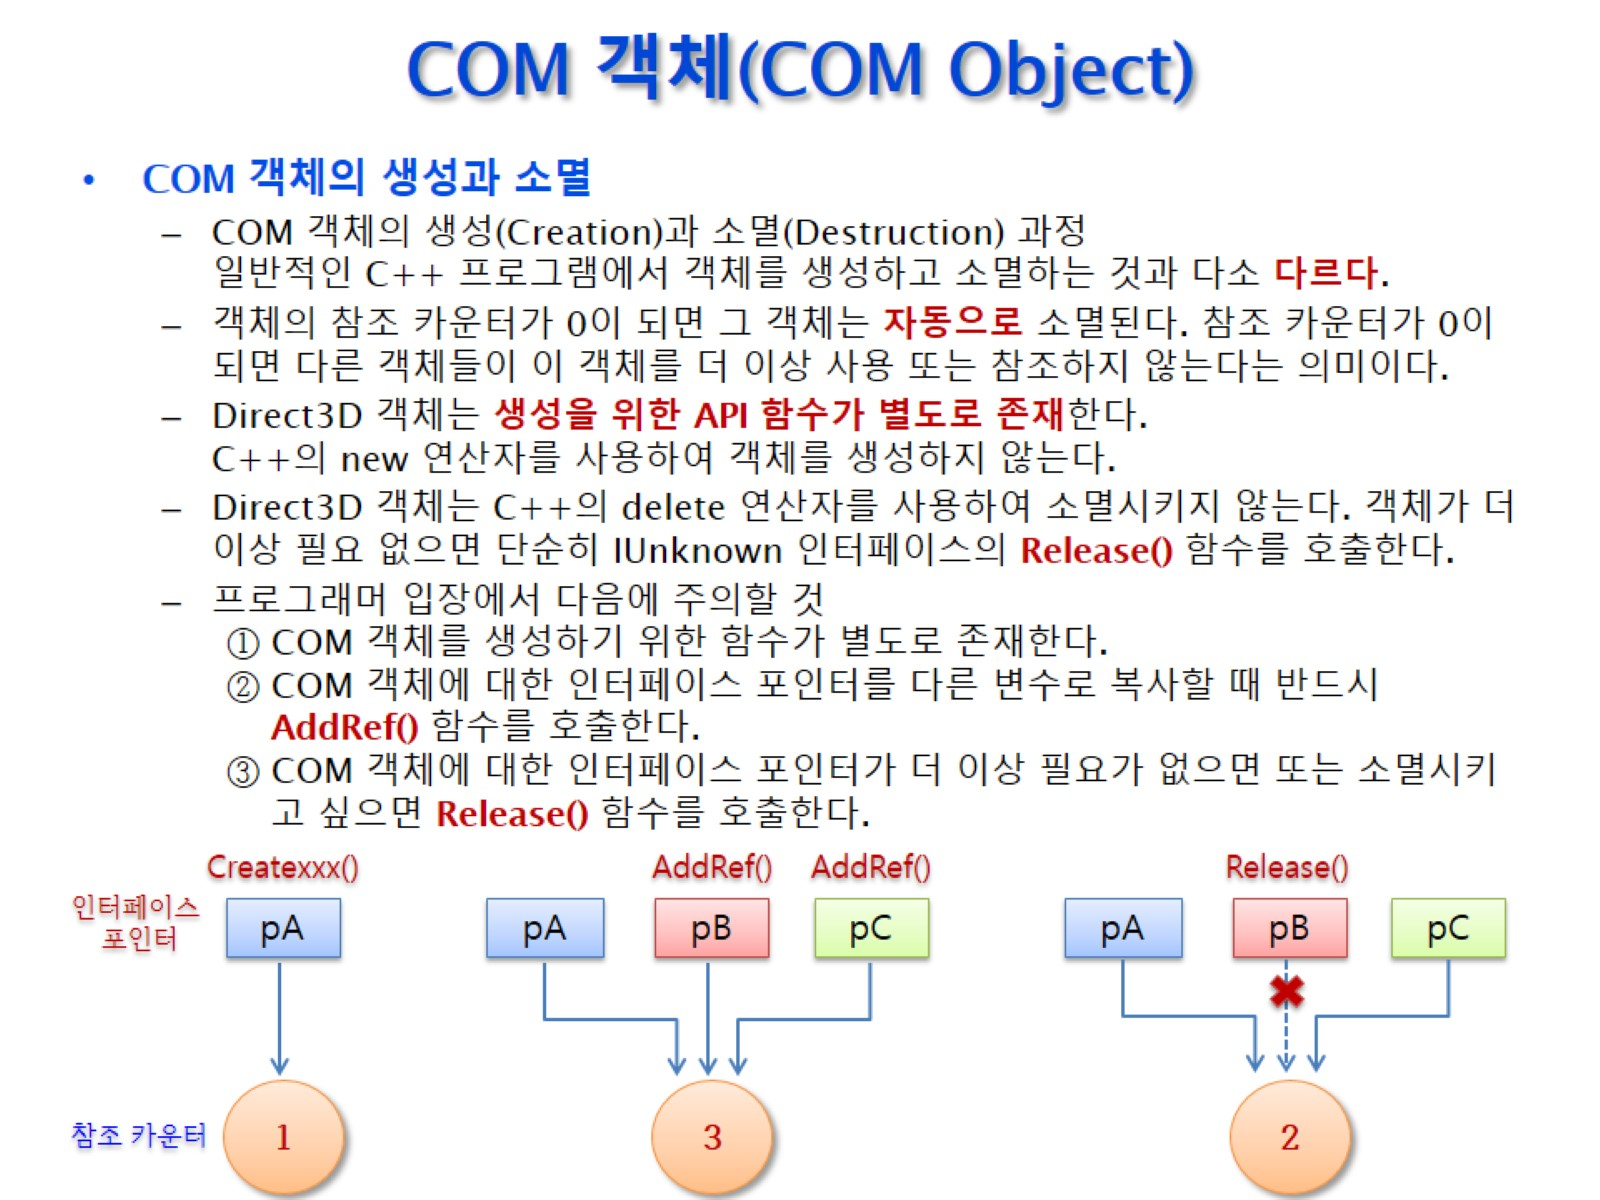 COM 객체(COM Object)
• COM 객체의 생성과 소멸
– COM 객체의 생성(Creation)과 소멸(Destruction) 과정
일반적인 C++ 프로그램에서 객체를 생성하고 소멸하는 것과 다소 다르다.
– 객체의 참조 카운터가 0이 되면 그 객체는 자동으로 소멸된다. 참조 카운터가 0이
되면 다른 객체들이 이 객체를 더 이상 사용 또는 참조하지 않는다는 의미이다.
– Direct3D 객체는 생성을 위한 API 함수가 별도로 존재한다.
C++의 new 연산자를 사용하여 객체를 생성하지 않는다.
– Direct3D 객체는 C++의 delete 연산자를 사용하여 소멸시키지 않는다. 객체가 더
이상 필요 없으면 단순히 IUnknown 인터페이스의 Release() 함수를 호출한다.
– 프로그래머 입장에서 다음에 주의할 것
① COM 객체를 생성하기 위한 함수가 별도로 존재한다.
② COM 객체에 대한 인터페이스 포인터를 다른 변수로 복사할 때 반드시
AddRef() 함수를 호출한다.
③ COM 객체에 대한 인터페이스 포인터가 더 이상 필요가 없으면 또는 소멸시키
고 싶으면 Release() 함수를 호출한다.
Createxxx() AddRef() AddRef() Release()
인터페이스
포인터
pA pA pB pC pA pB pC
참조 카운터 1 3 2